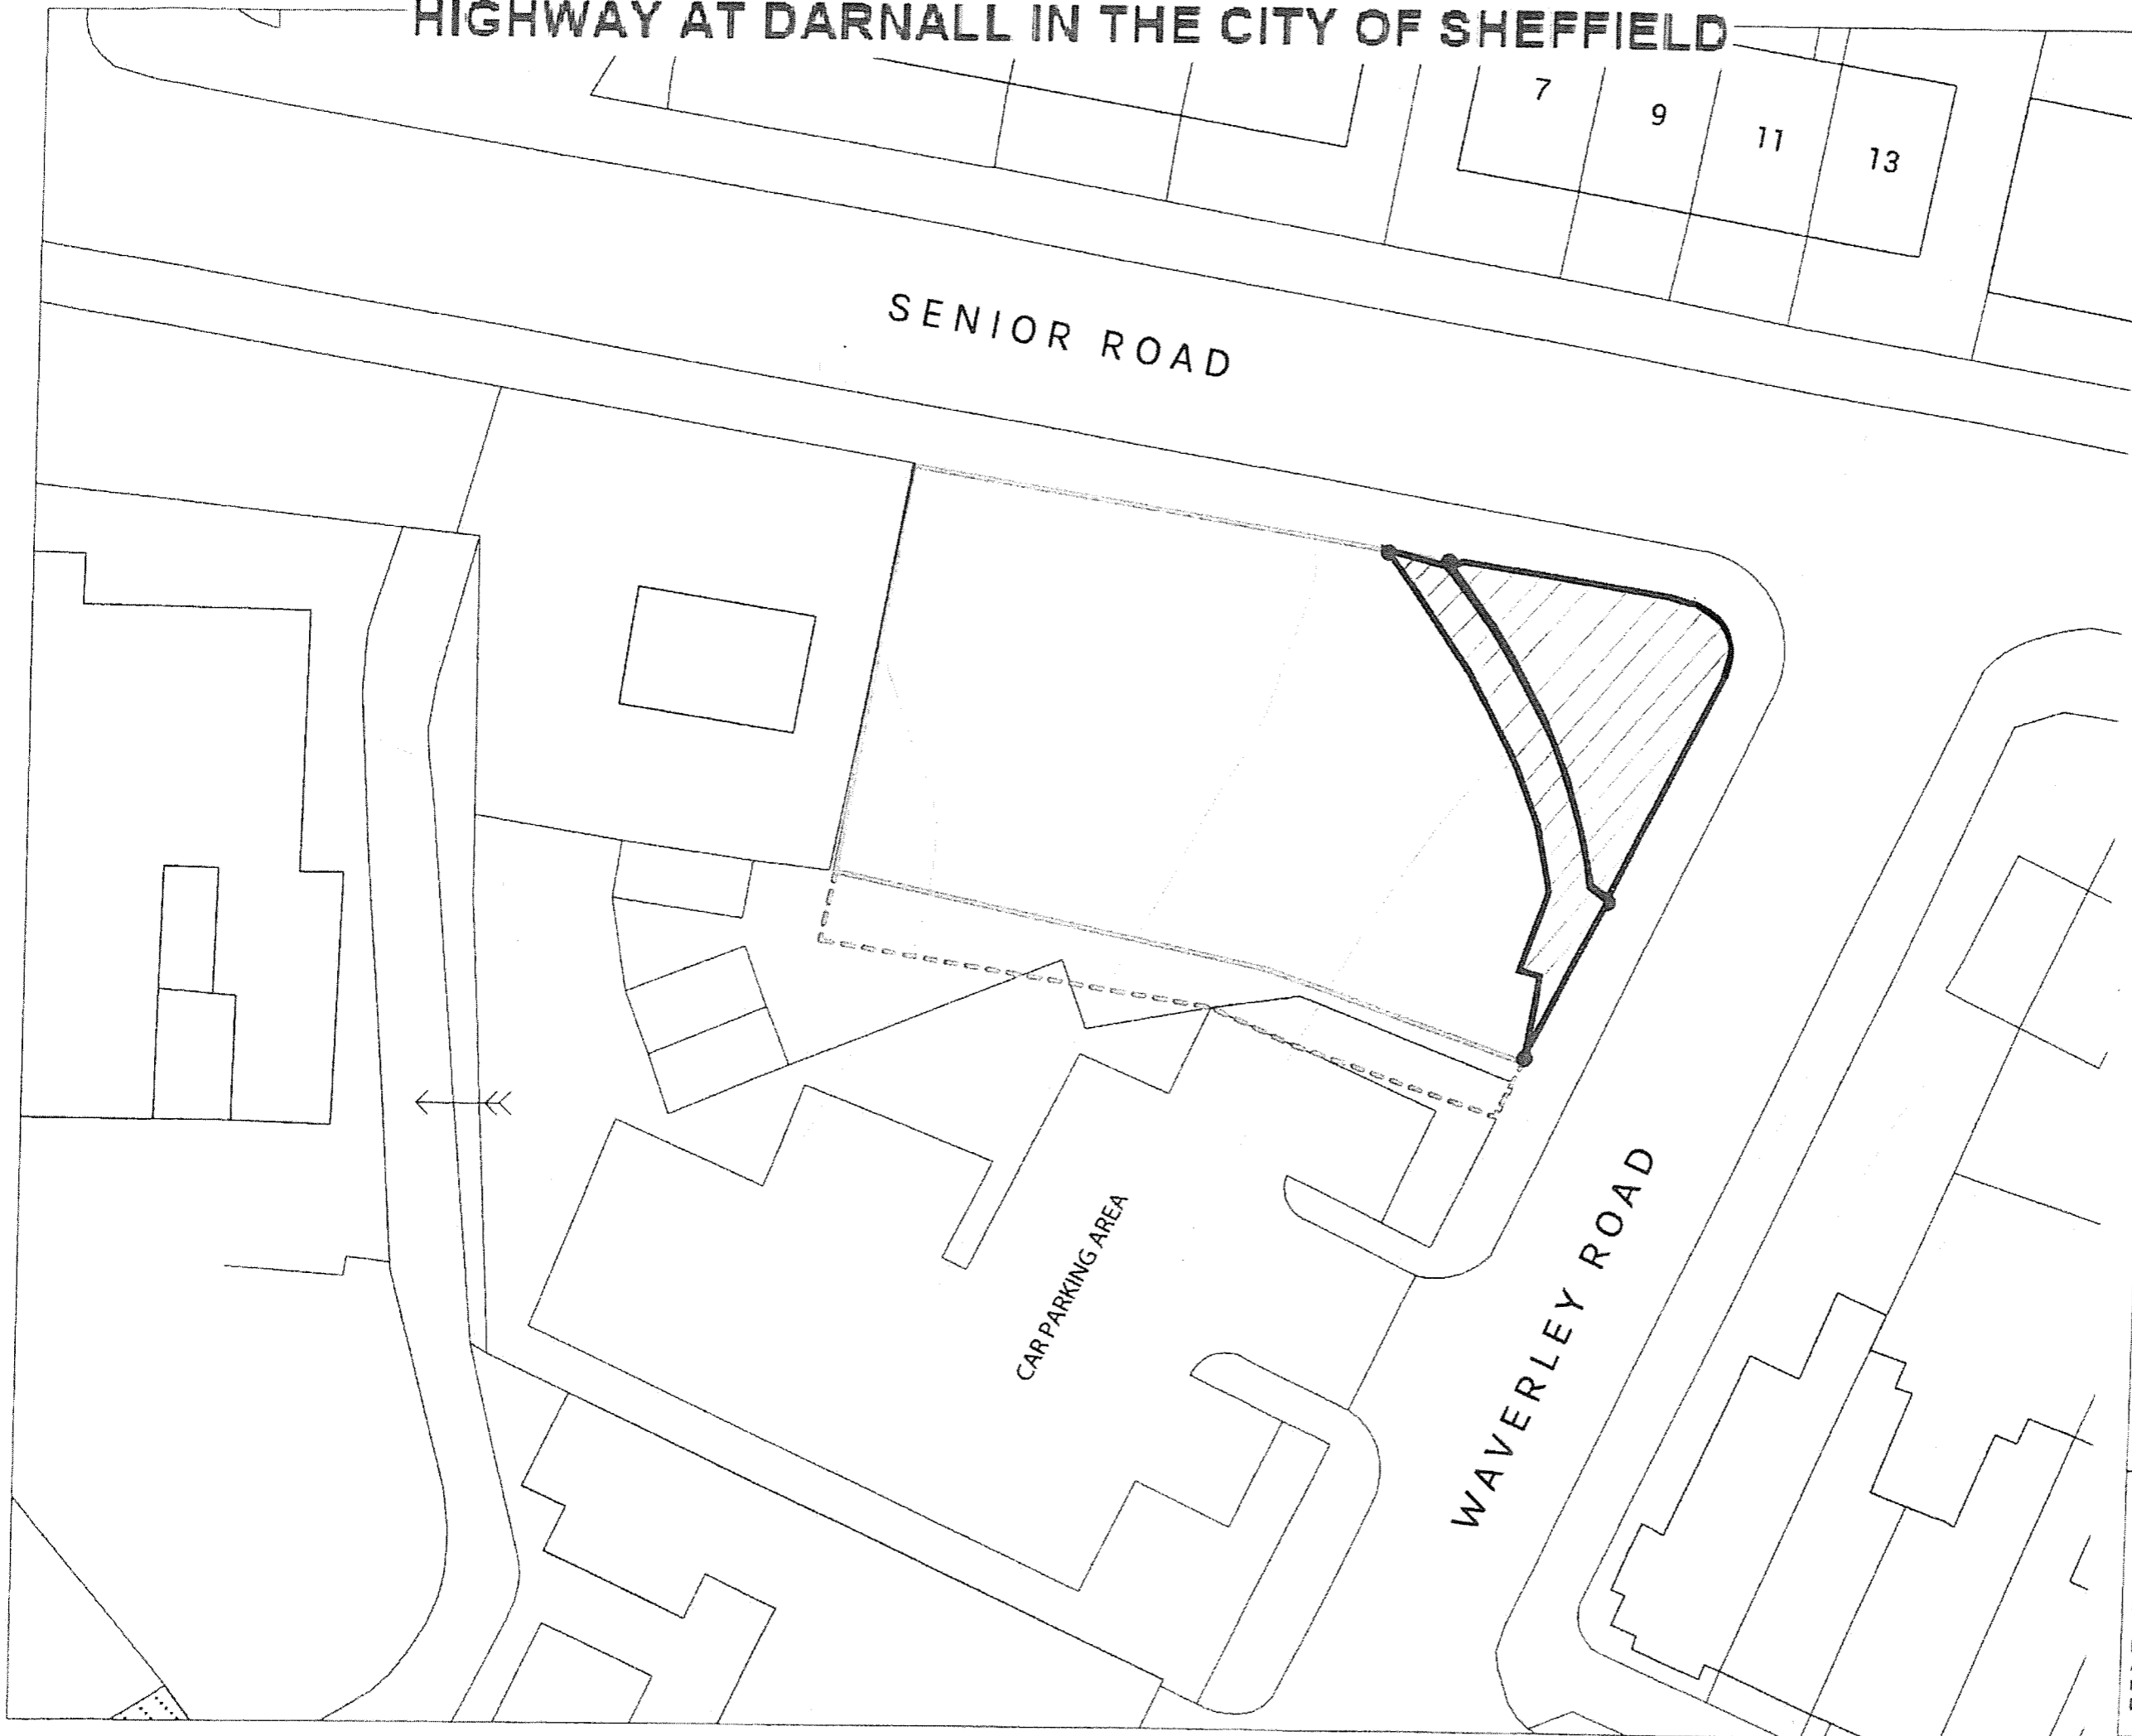 HIGHWAY AT DARNALL IN THE CITY OF SHEFFIELD
7
9
11
13
SENIOR ROAD
CAR PARKING AREA
WAVERLEY ROAD